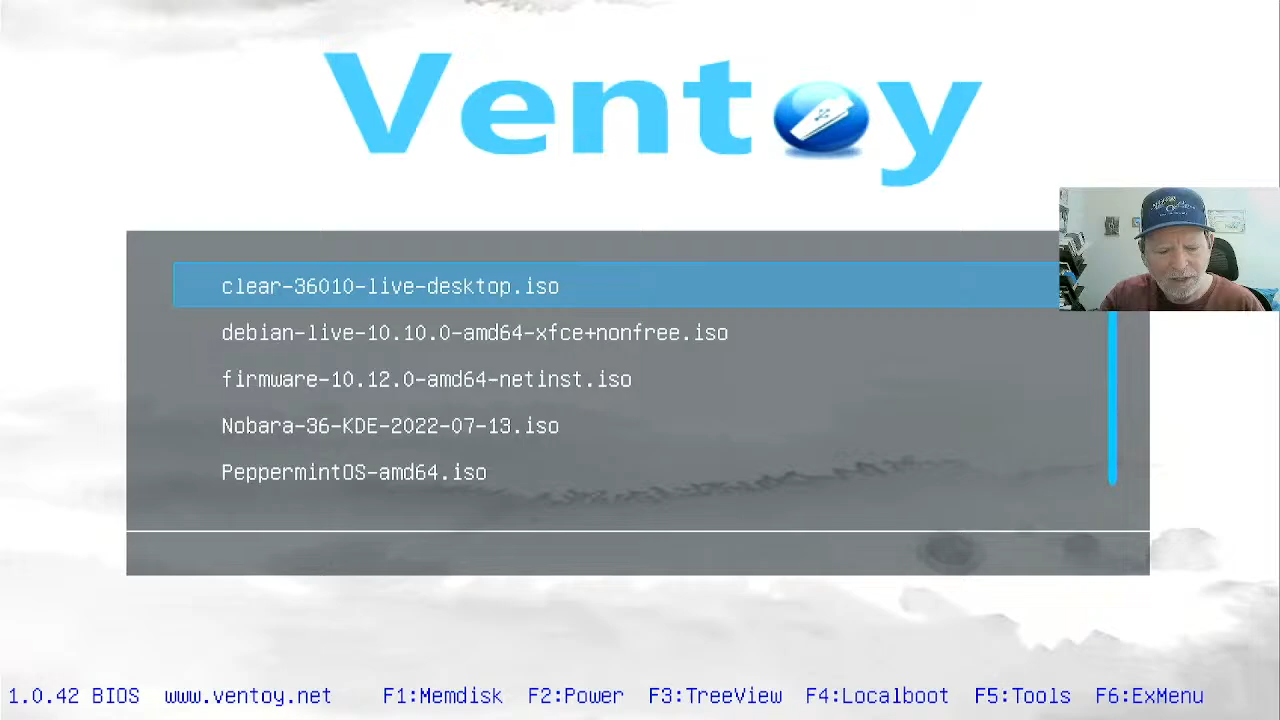 Ventoy
clear-36010-live-desktop.iso
debian-live-10.10.0-amd64-xfce+nonfree.iso
firmware-10.12.0-amd64-netinst.iso
Nobara-36-KDE-2022-07-13.iso
PeppermintOS-amd64.iso
1.0.42 BIOS www.ventoy.net F1:Memdisk F2:Power F3:TreeView F4:Localboot F5:Tools F6:ExMenu